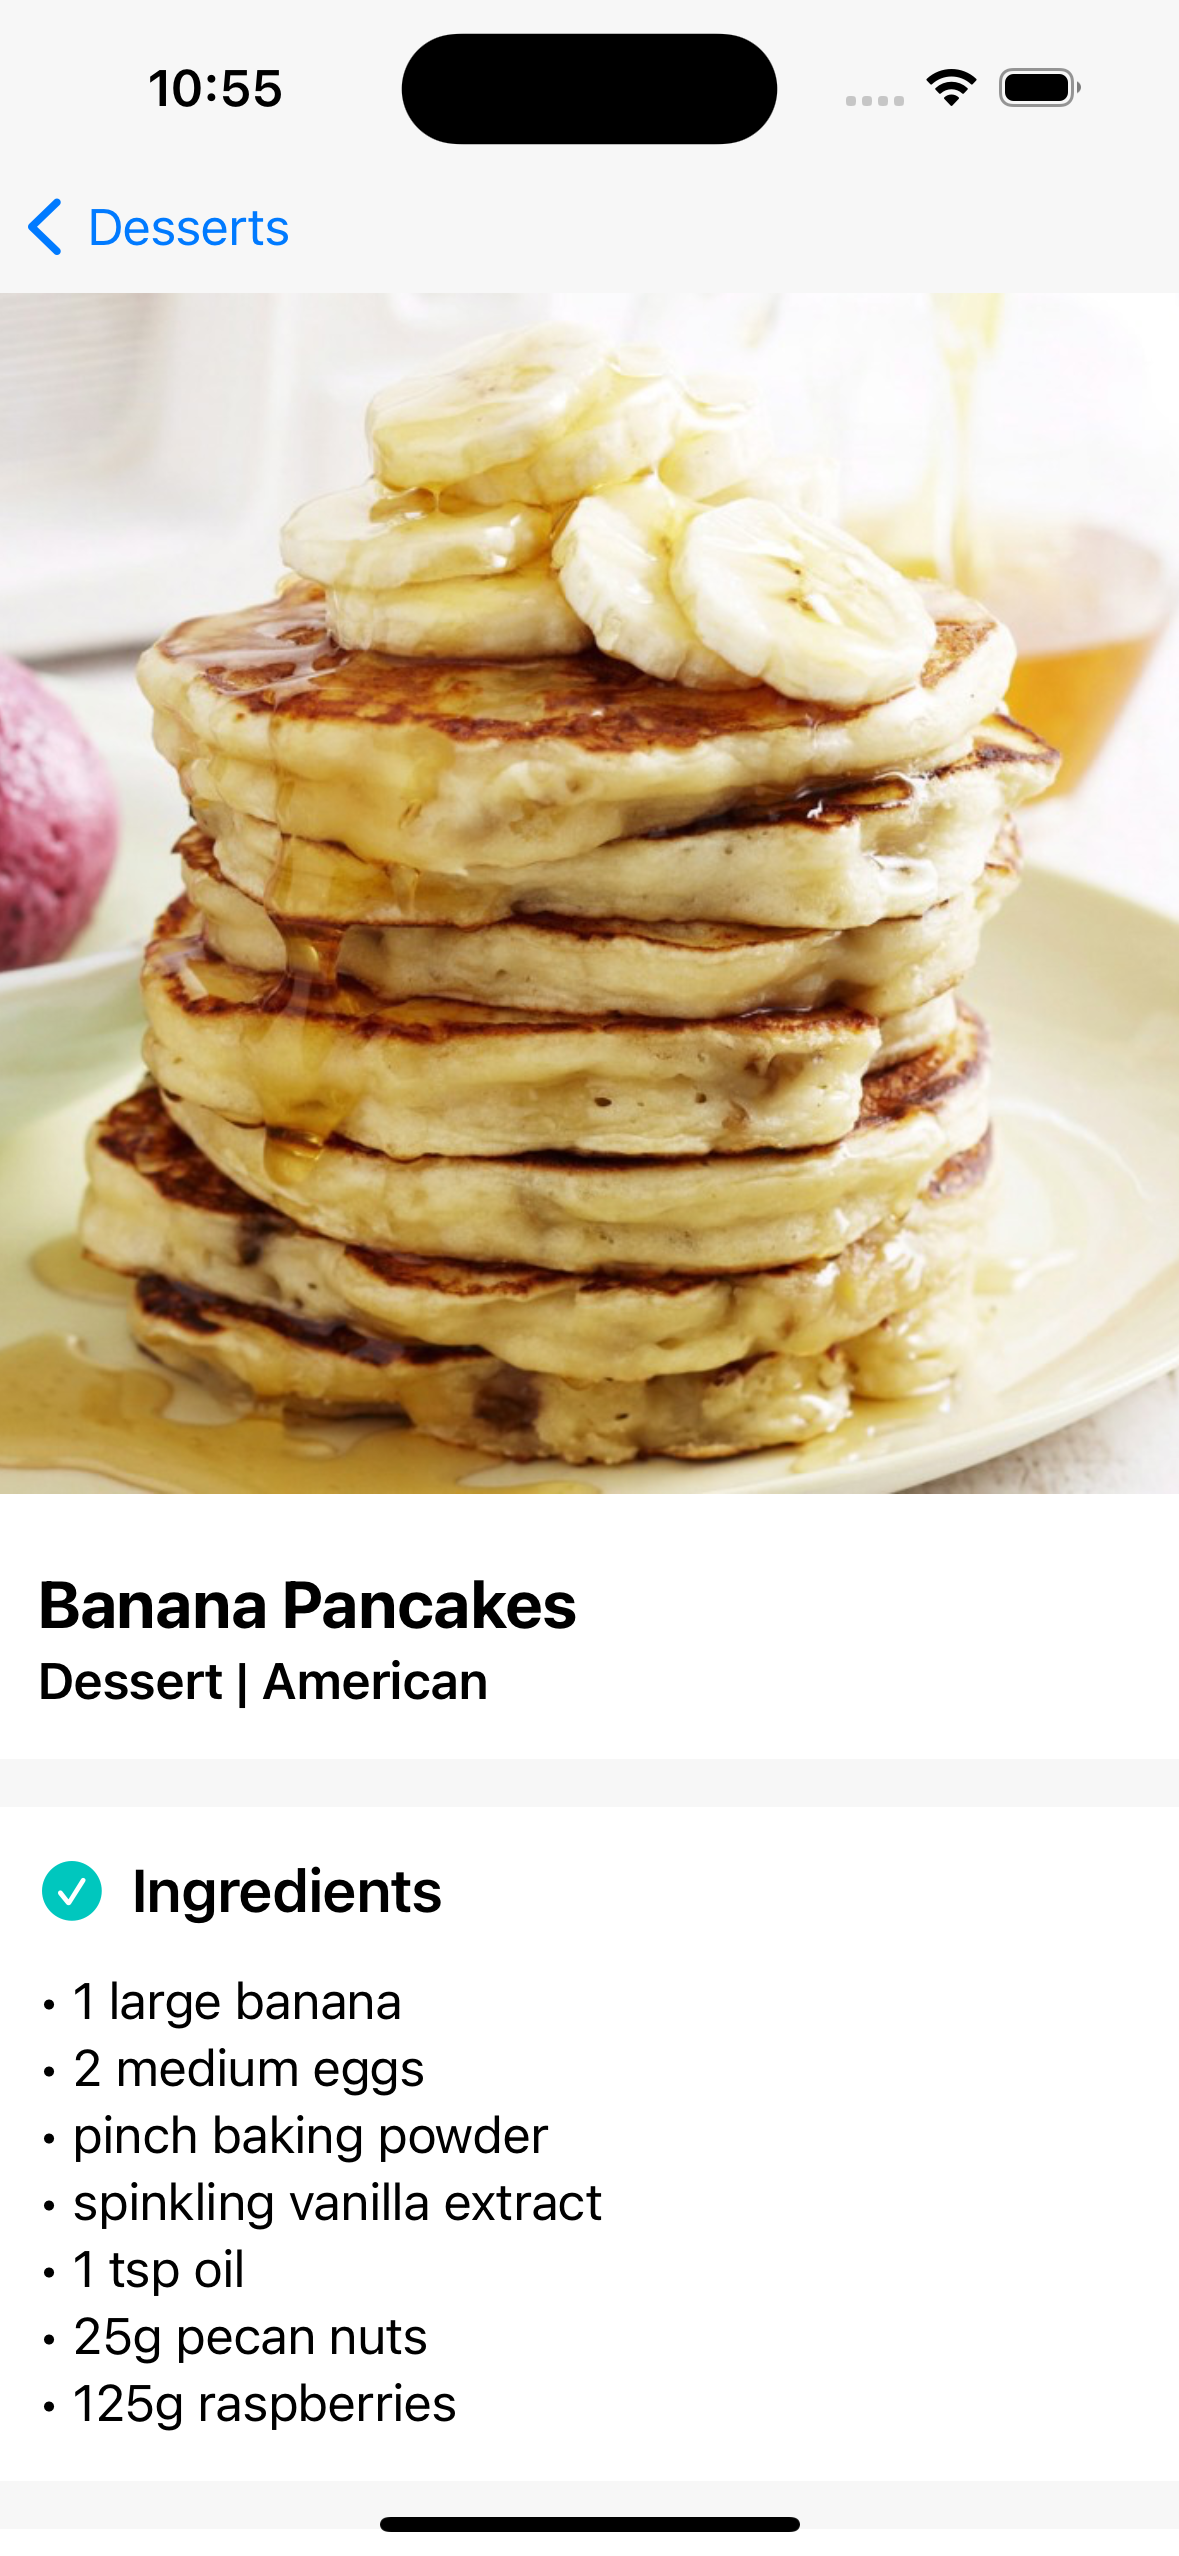 10:55
Desserts
Banana Pancakes
Dessert | American
Ingredients
• 1 large banana
• 2 medium eggs
• pinch baking powder
• spinkling vanilla extract
• 1 tsp oil
• 25g pecan nuts
• 125g raspberries